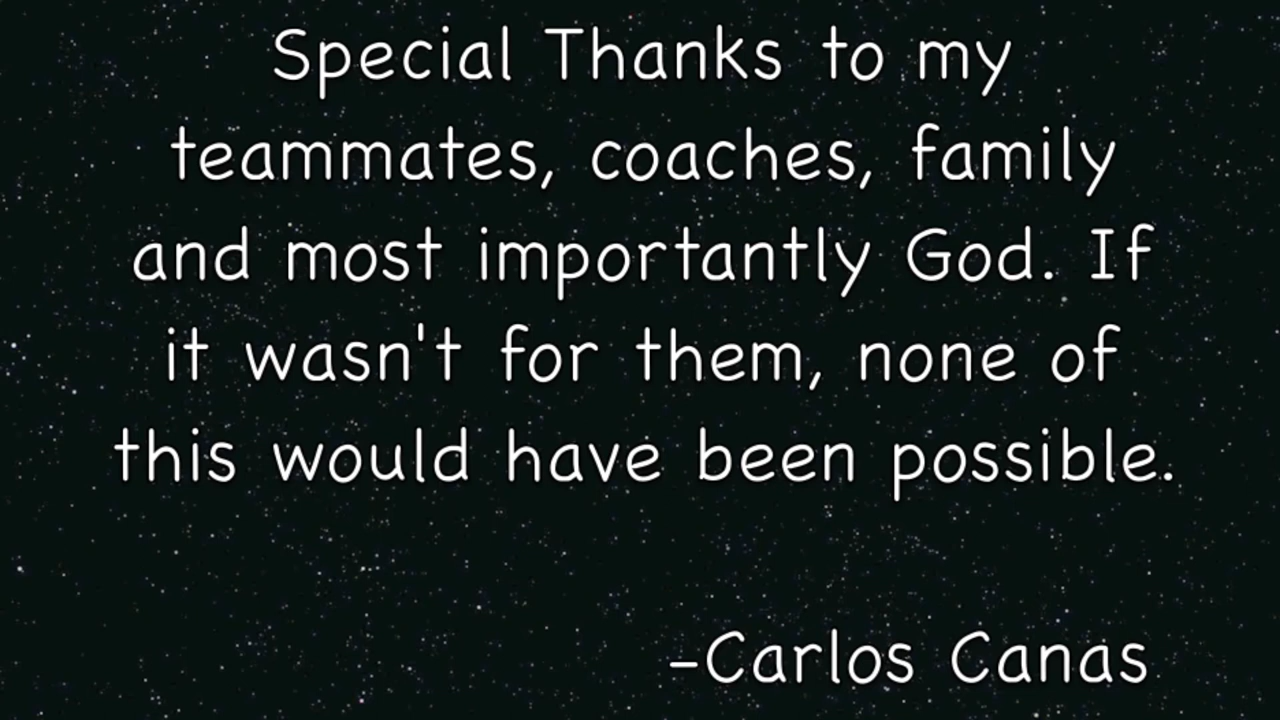 Special Thanks to my
teammates, coaches, family
and most importantly God. If
it wasn't for them, none of
this would have been possible.
-Carlos Canas